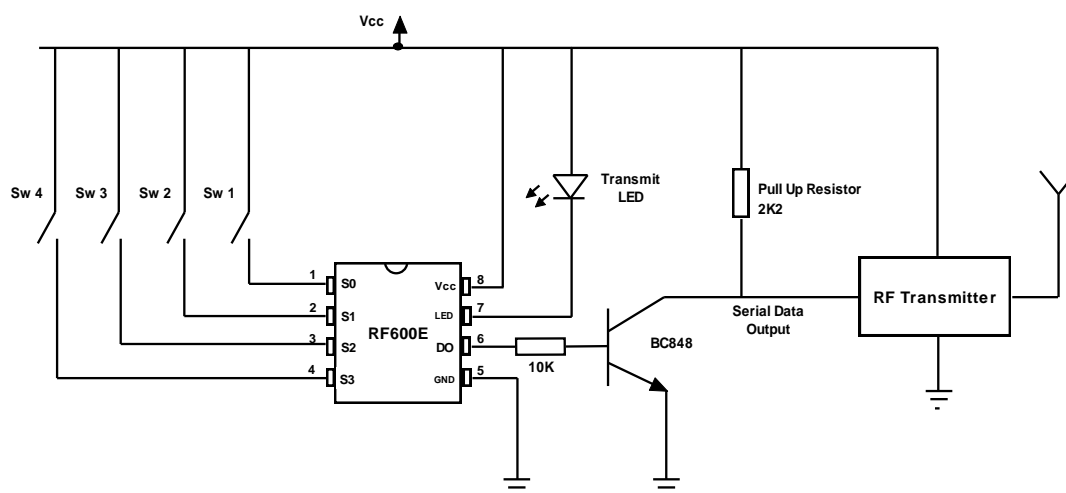 Vcc
Sw 4
Sw 3
Sw 2
Sw 1
Transmit
LED
Pull Up Resistor
2K2
1
S0
2
S1
3
S2
4
S3
RF600E
Vcc
8
LED
7
DO
6
GND
5
10K
BC848
Serial Data
Output
RF Transmitter